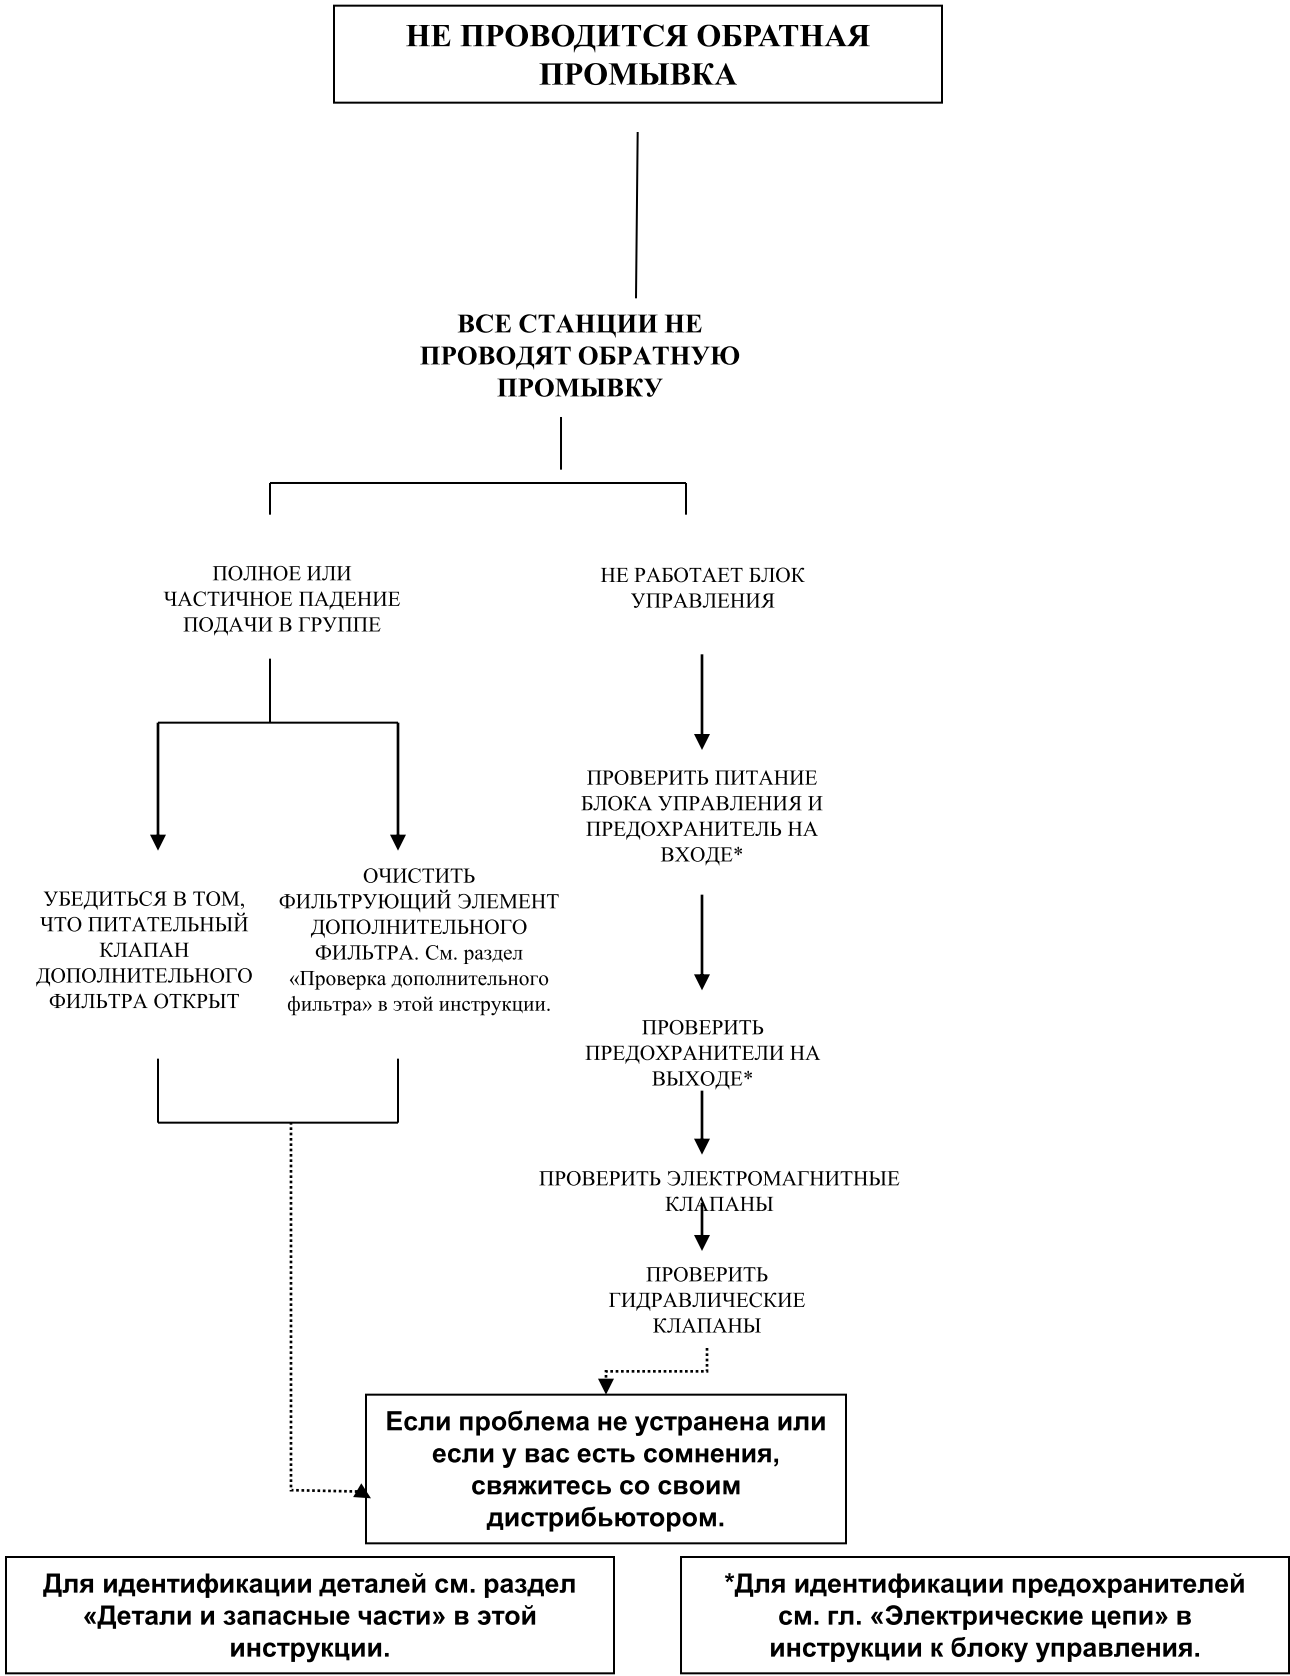 НЕ ПРОВОДИТСЯ ОБРАТНАЯ
ПРОМЫВКА
ВСЕ СТАНЦИИ НЕ
ПРОВОДЯТ ОБРАТНУЮ
ПРОМЫВКУ
ПОЛНОЕ ИЛИ
ЧАСТИЧНОЕ ПАДЕНИЕ
ПОДАЧИ В ГРУППЕ
НЕ РАБОТАЕТ БЛОК
УПРАВЛЕНИЯ
УБЕДИТЬСЯ В ТОМ,
ЧТО ПИТАТЕЛЬНЫЙ
КЛАПАН
ДОПОЛНИТЕЛЬНОГО
ФИЛЬТРА ОТКРЫТ
ОЧИСТИТЬ
ФИЛЬТРУЮЩИЙ ЭЛЕМЕНТ
ДОПОЛНИТЕЛЬНОГО
ФИЛЬТРА. См. раздел
«Проверка дополнительного
фильтра» в этой инструкции.
ПРОВЕРИТЬ ПИТАНИЕ
БЛОКА УПРАВЛЕНИЯ И
ПРЕДОХРАНИТЕЛЬ НА
ВХОДЕ*
ПРОВЕРИТЬ
ПРЕДОХРАНИТЕЛИ НА
ВЫХОДЕ*
ПРОВЕРИТЬ ЭЛЕКТРОМАГНИТНЫЕ
КЛАПАНЫ
ПРОВЕРИТЬ
ГИДРАВЛИЧЕСКИЕ
КЛАПАНЫ
Если проблема не устранена или
если у вас есть сомнения,
свяжитесь со своим
дистрибьютором.
Для идентификации деталей см. раздел
«Детали и запасные части» в этой
инструкции.
*Для идентификации предохранителей
см. гл. «Электрические цепи» в
инструкции к блоку управления.